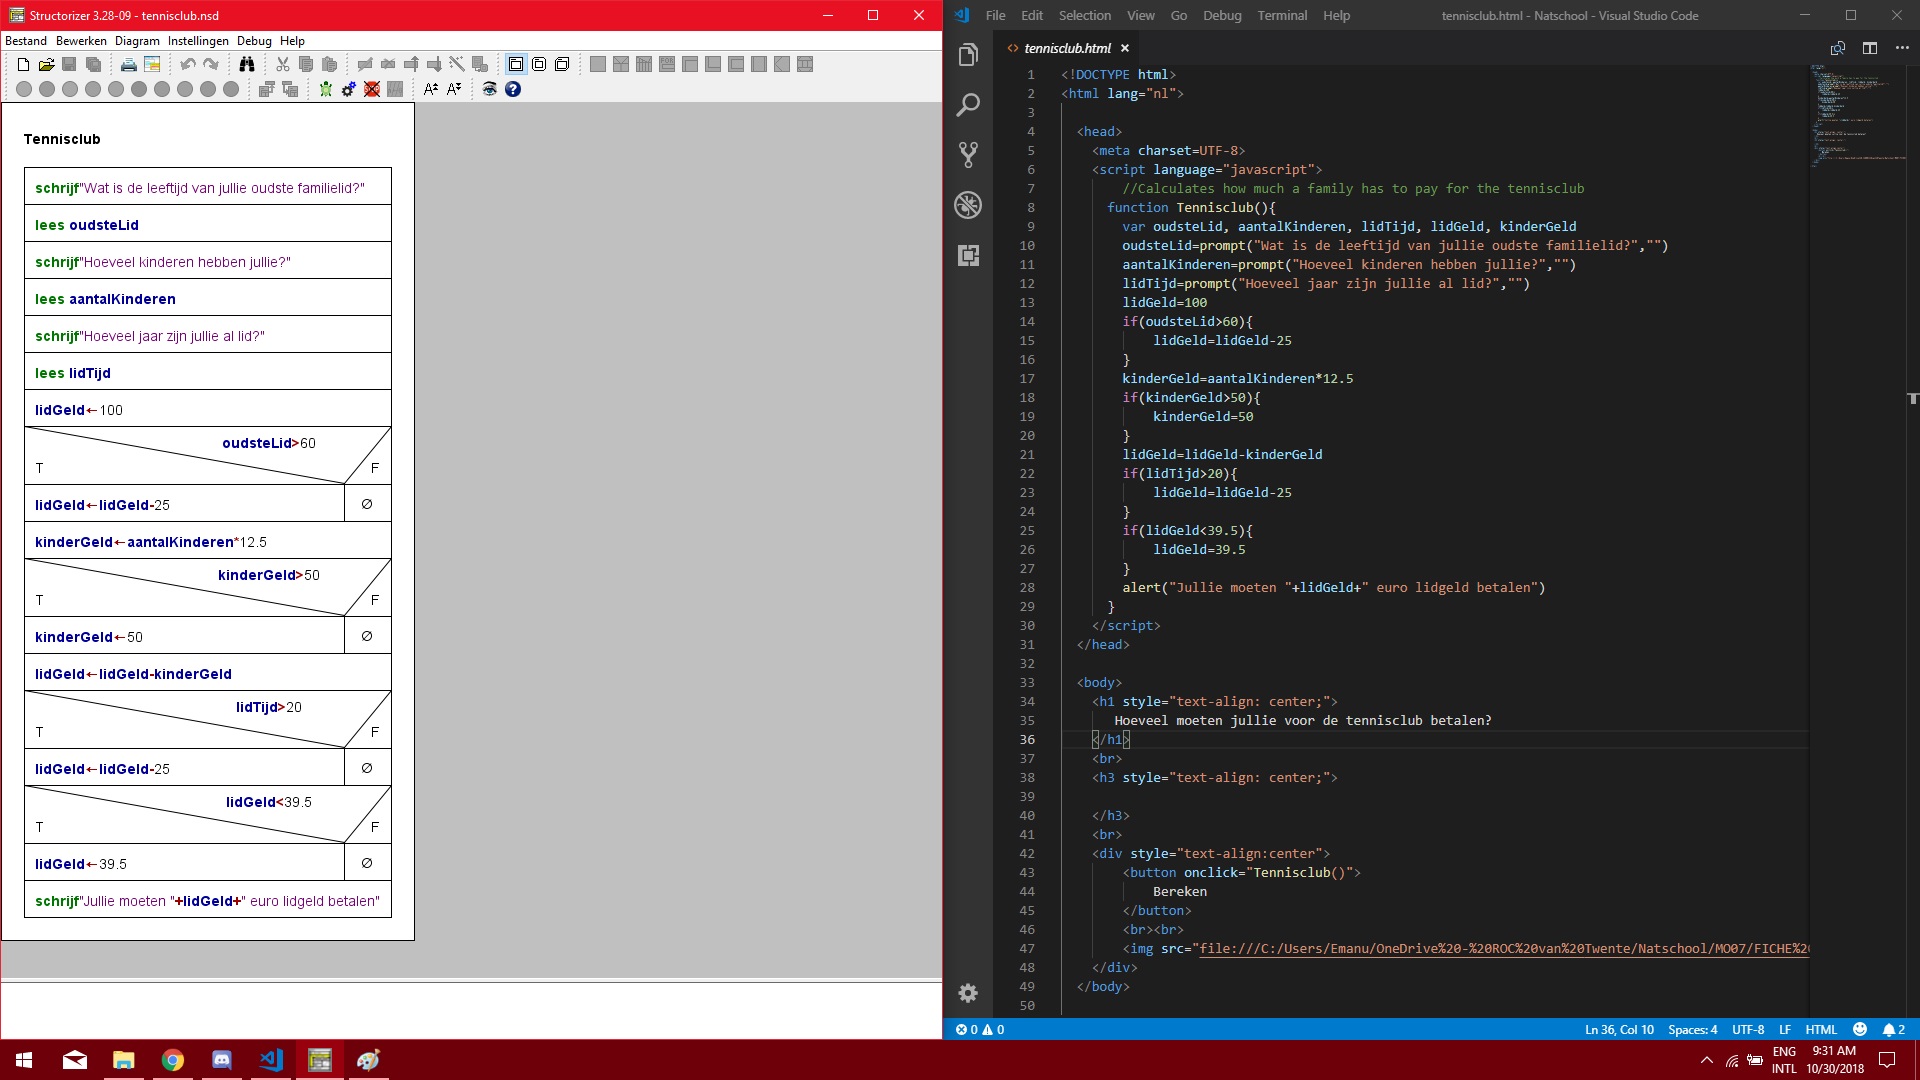 Structorizer 3.28-09 - tennisclub.nsd
Bestand Bewerken Diagram Instellingen Debug Help
Tennisclub
schrijf"Wat is de leeftijd van jullie oudste familielid?"
lees oudsteLid
schrijf"Hoeveel kinderen hebben jullie?"
lees aantalKinderen
schrijf"Hoeveel jaar zijn jullie al lid?"
lees lidTijd
lidGeld←100
oudsteLid>60
T F
lidGeld←lidGeld-25 ∅
kinderGeld←aantalKinderen*12.5
kinderGeld>50
T F
kinderGeld←50 ∅
lidGeld←lidGeld-kinderGeld
lidTijd>20
T F
lidGeld←lidGeld-25 ∅
lidGeld<39.5
T F
lidGeld←39.5 ∅
schrijf"Jullie moeten "+lidGeld+" euro lidgeld betalen"
File Edit Selection View Go Debug Terminal Help
tennisclub.html - Natschool - Visual Studio Code
<> tennisclub.html ×
1 <!DOCTYPE html>
2 <html lang="nl">
3
4 <head>
5 <meta charset=UTF-8>
6 <script language="javascript">
7 //Calculates how much a family has to pay for the tennisclub
8 function Tennisclub(){
9 var oudsteLid, aantalKinderen, lidTijd, lidGeld, kinderGeld
10 oudsteLid=prompt("Wat is de leeftijd van jullie oudste familielid?","")
11 aantalKinderen=prompt("Hoeveel kinderen hebben jullie?","")
12 lidTijd=prompt("Hoeveel jaar zijn jullie al lid?","")
13 lidGeld=100
14 if(oudsteLid>60){
15 lidGeld=lidGeld-25
16 }
17 kinderGeld=aantalKinderen*12.5
18 if(kinderGeld>50){
19 kinderGeld=50
20 }
21 lidGeld=lidGeld-kinderGeld
22 if(lidTijd>20){
23 lidGeld=lidGeld-25
24 }
25 if(lidGeld<39.5){
26 lidGeld=39.5
27 }
28 alert("Jullie moeten "+lidGeld+" euro lidgeld betalen")
29 }
30 </script>
31 </head>
32
33 <body>
34 <h1 style="text-align: center;">
35 Hoeveel moeten jullie voor de tennisclub betalen?
36 </h1>
37 <br>
38 <h3 style="text-align: center;">
39
40 </h3>
41 <br>
42 <div style="text-align:center">
43 <button onclick="Tennisclub()">
44 Bereken
45 </button>
46 <br><br>
47 <img src="file:///C:/Users/Emanu/OneDrive%20-%20ROC%20van%20Twente/Natschool/MO07/FICHE%2
48 </div>
49 </body>
50
0 0 Ln 36, Col 10 Spaces: 4 UTF-8 LF HTML 2
ENG 9:31 AM
INTL 10/30/2018